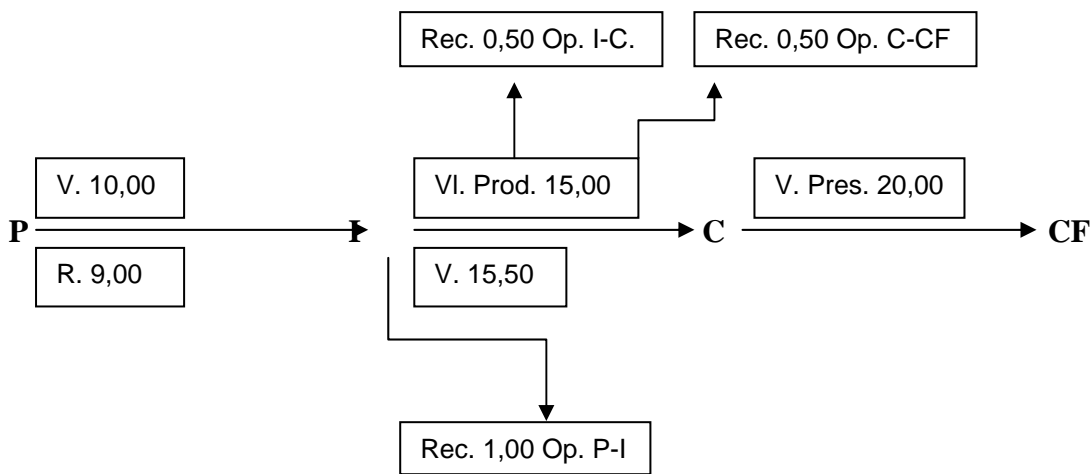 Rec. 0,50 Op. I-C.
Rec. 0,50 Op. C-CF
V. 10,00
Vl. Prod. 15,00
V. Pres. 20,00
P
I
C
CF
R. 9,00
V. 15,50
Rec. 1,00 Op. P-I